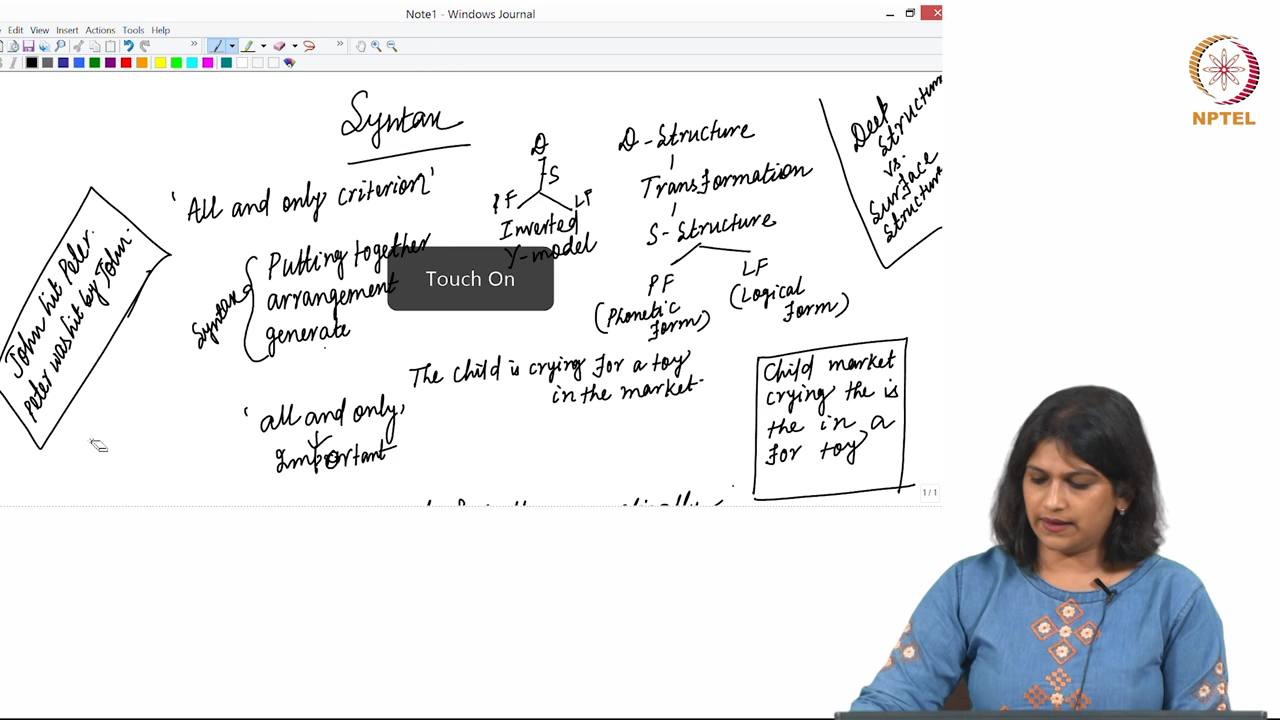 Note1 - Windows Journal
Edit View Insert Actions Tools Help
NPTEL
Syntax
'All and only criterion'
Syntax
Putting together
arrangement
generate
D
S
PF LF
Inverted
Y-model
D-Structure
Transformation
S-Structure
PF
(Phonetic
Form)
LF
(Logical
Form)
Deep
Structure
vs.
Surface
Structure
John hit Peter.
Peter was hit by John.
Touch On
The child is crying for a toy
in the market.
'all and only,
Important
Child market
crying the is
the in, a
for toy
1/1